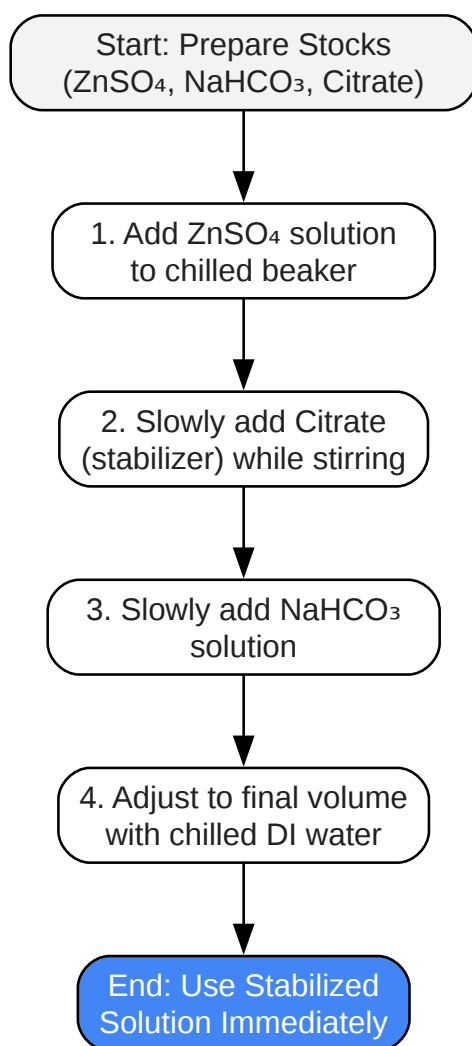 Start: Prepare Stocks
(ZnSO₄, NaHCO₃, Citrate)
1. Add ZnSO₄ solution
to chilled beaker
2. Slowly add Citrate
(stabilizer) while stirring
3. Slowly add NaHCO₃
solution
4. Adjust to final volume
with chilled DI water
End: Use Stabilized
Solution Immediately